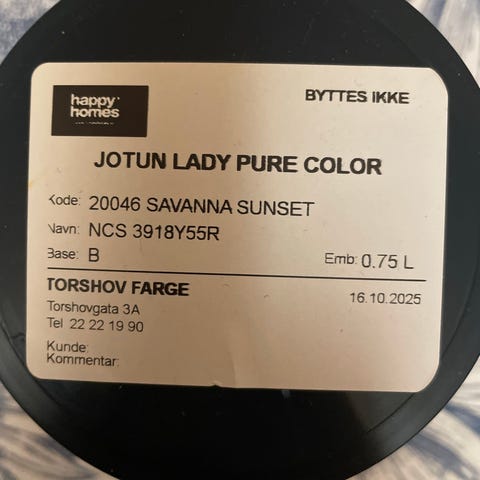 happy
homes
BYTTES IKKE
JOTUN LADY PURE COLOR
Kode: 20046 SAVANNA SUNSET
Navn: NCS 3918Y55R
Base: B
Emb: 0.75 L
TORSHOV FARGE
16.10.2025
Torshovgata 3A
Tel 22 22 19 90
Kunde:
Kommentar: